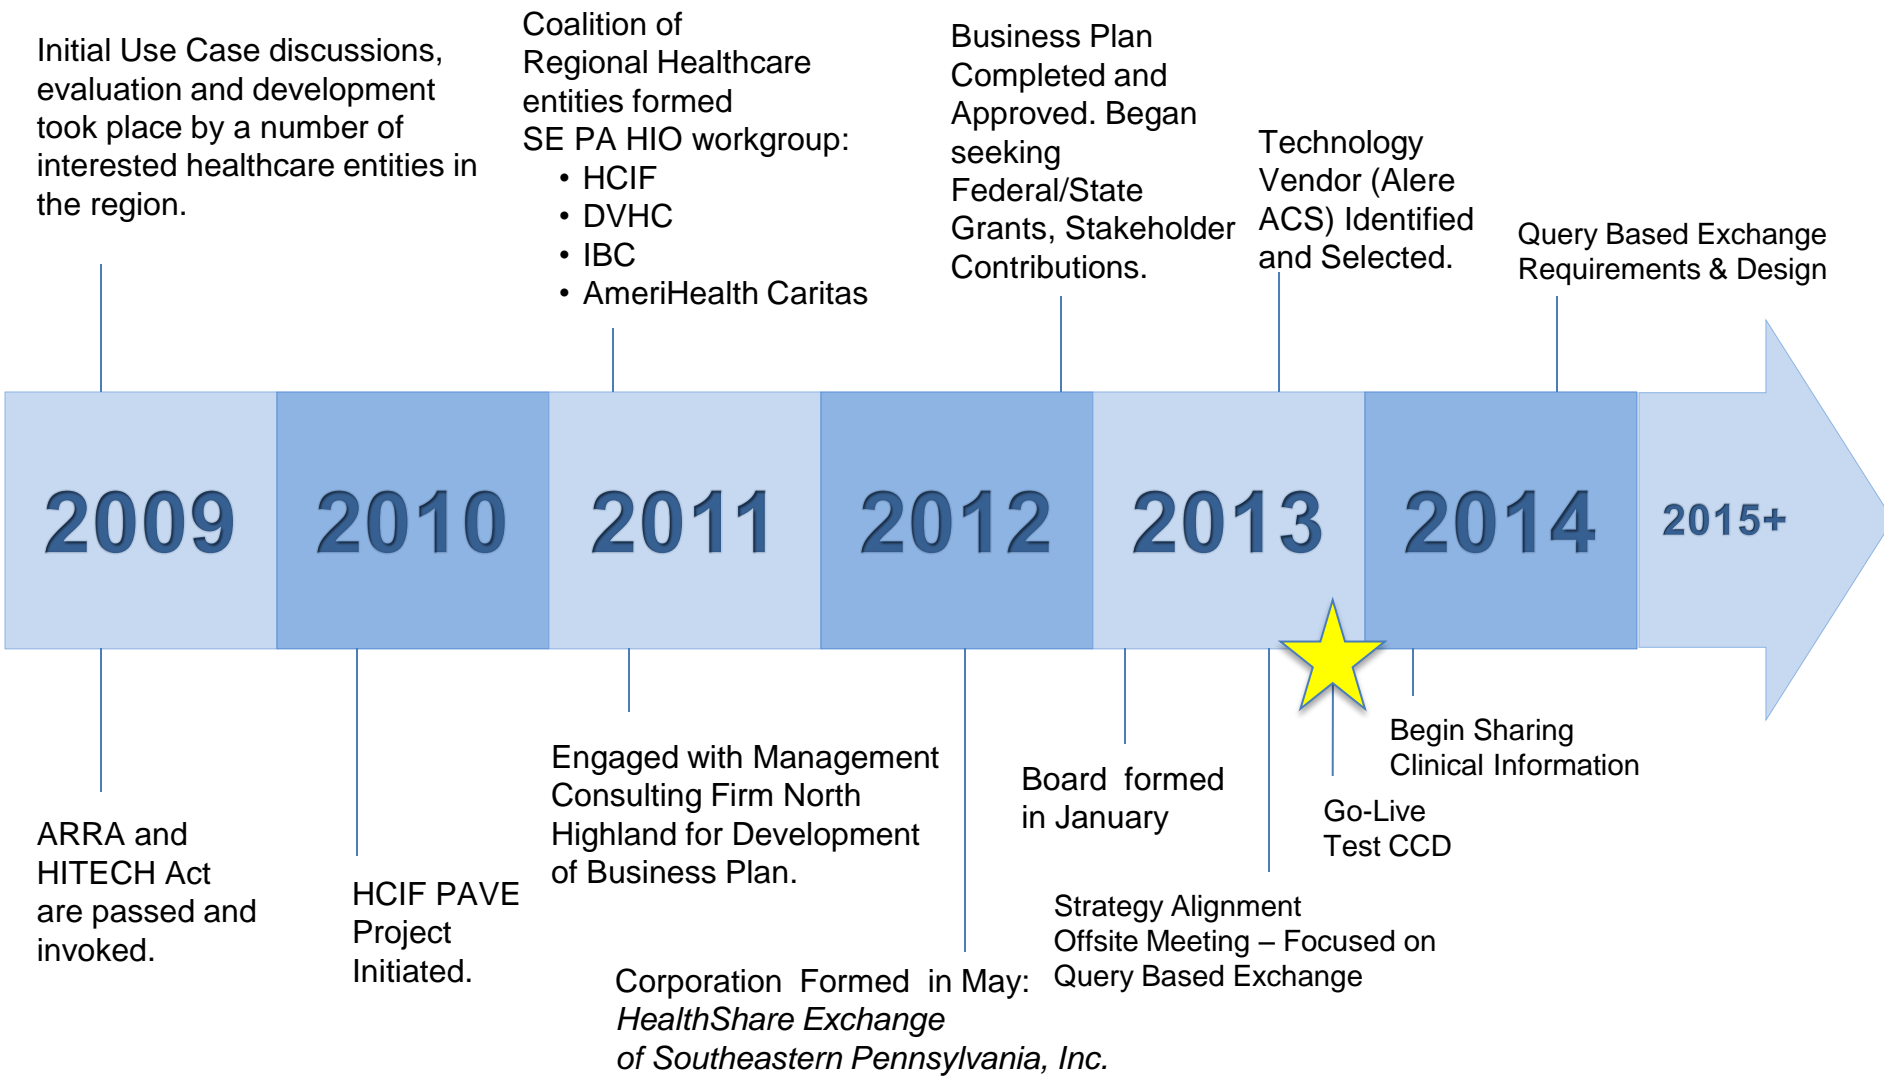 Initial Use Case discussions,
evaluation and development
took place by a number of
interested healthcare entities in
the region.
Coalition of
Regional Healthcare
entities formed
SE PA HIO workgroup:
• HCIF
• DVHC
• IBC
• AmeriHealth Caritas
Business Plan
Completed and
Approved. Began
seeking
Federal/State
Grants, Stakeholder
Contributions.
Technology
Vendor (Alere
ACS) Identified
and Selected.
Query Based Exchange
Requirements & Design
2009
2010
2011
2012
2013
2014
2015+
ARRA and
HITECH Act
are passed and
invoked.
HCIF PAVE
Project
Initiated.
Engaged with Management
Consulting Firm North
Highland for Development
of Business Plan.
Corporation Formed in May:
HealthShare Exchange
of Southeastern Pennsylvania, Inc.
Board formed
in January
Strategy Alignment
Offsite Meeting – Focused on
Query Based Exchange
Go-Live
Test CCD
Begin Sharing
Clinical Information